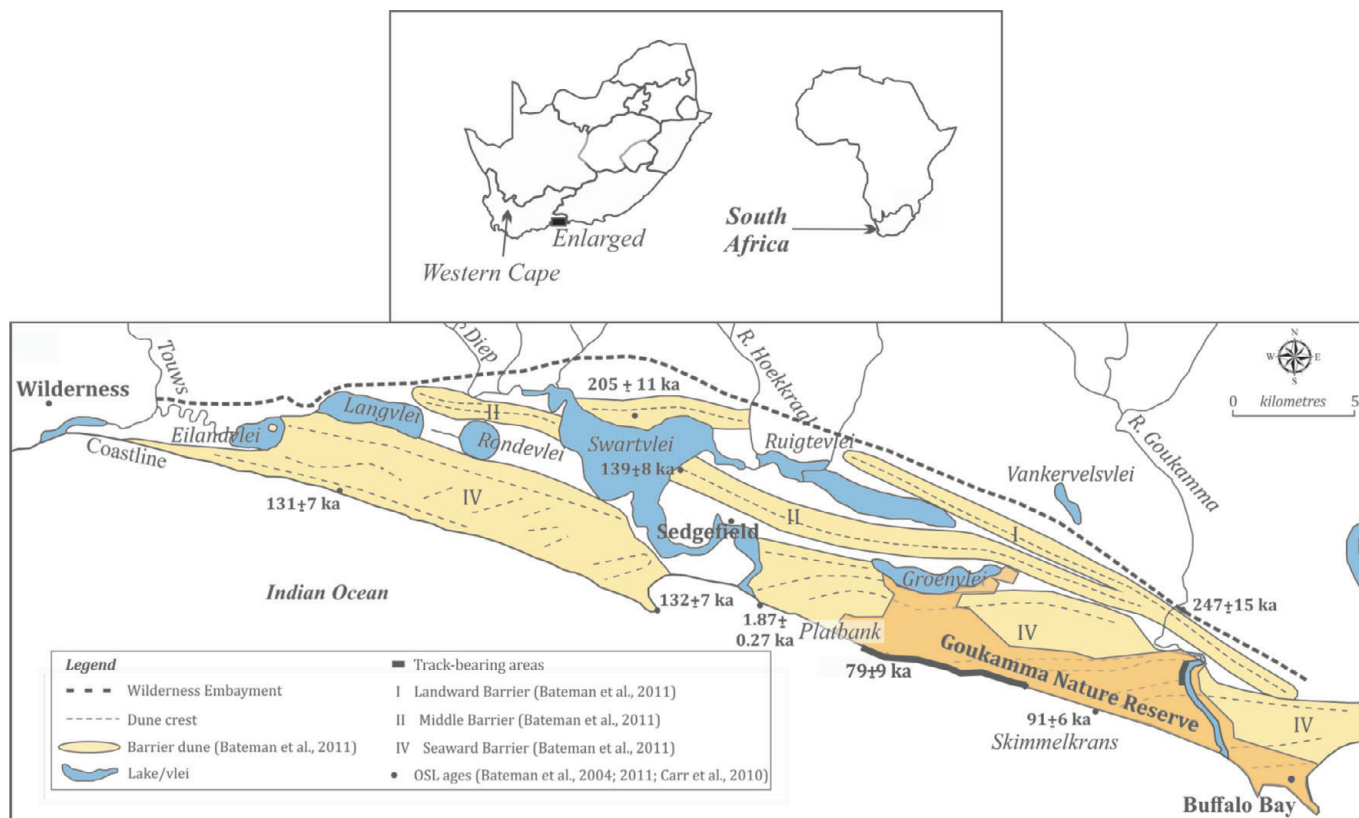 South
Africa
Enlarged
Western Cape
N
W
E
S
Wilderness
Touws
Diep
R. Hoekkraal
205 ± 11 ka
0 kilometres 5
Langvlei
II
Eilandvlei
Rondevlei
Swartvlei
Ruigtevlei
R. Goukamma
Vankervelsvlei
Coastline
139±8 ka
131±7 ka
IV
Sedgefield
II
I
Groenvlei
Indian Ocean
132±7 ka
1.87±
0.27 ka
Platbank
IV
247±15 ka
Goukamma Nature Reserve
79±9 ka
91±6 ka
Skimmelkrans
IV
Buffalo Bay
Legend
Wilderness Embayment
Dune crest
Barrier dune (Bateman et al., 2011)
Lake/vlei
Track-bearing areas
I Landward Barrier (Bateman et al., 2011)
II Middle Barrier (Bateman et al., 2011)
IV Seaward Barrier (Bateman et al., 2011)
OSL ages (Bateman et al., 2004; 2011; Carr et al., 2010)